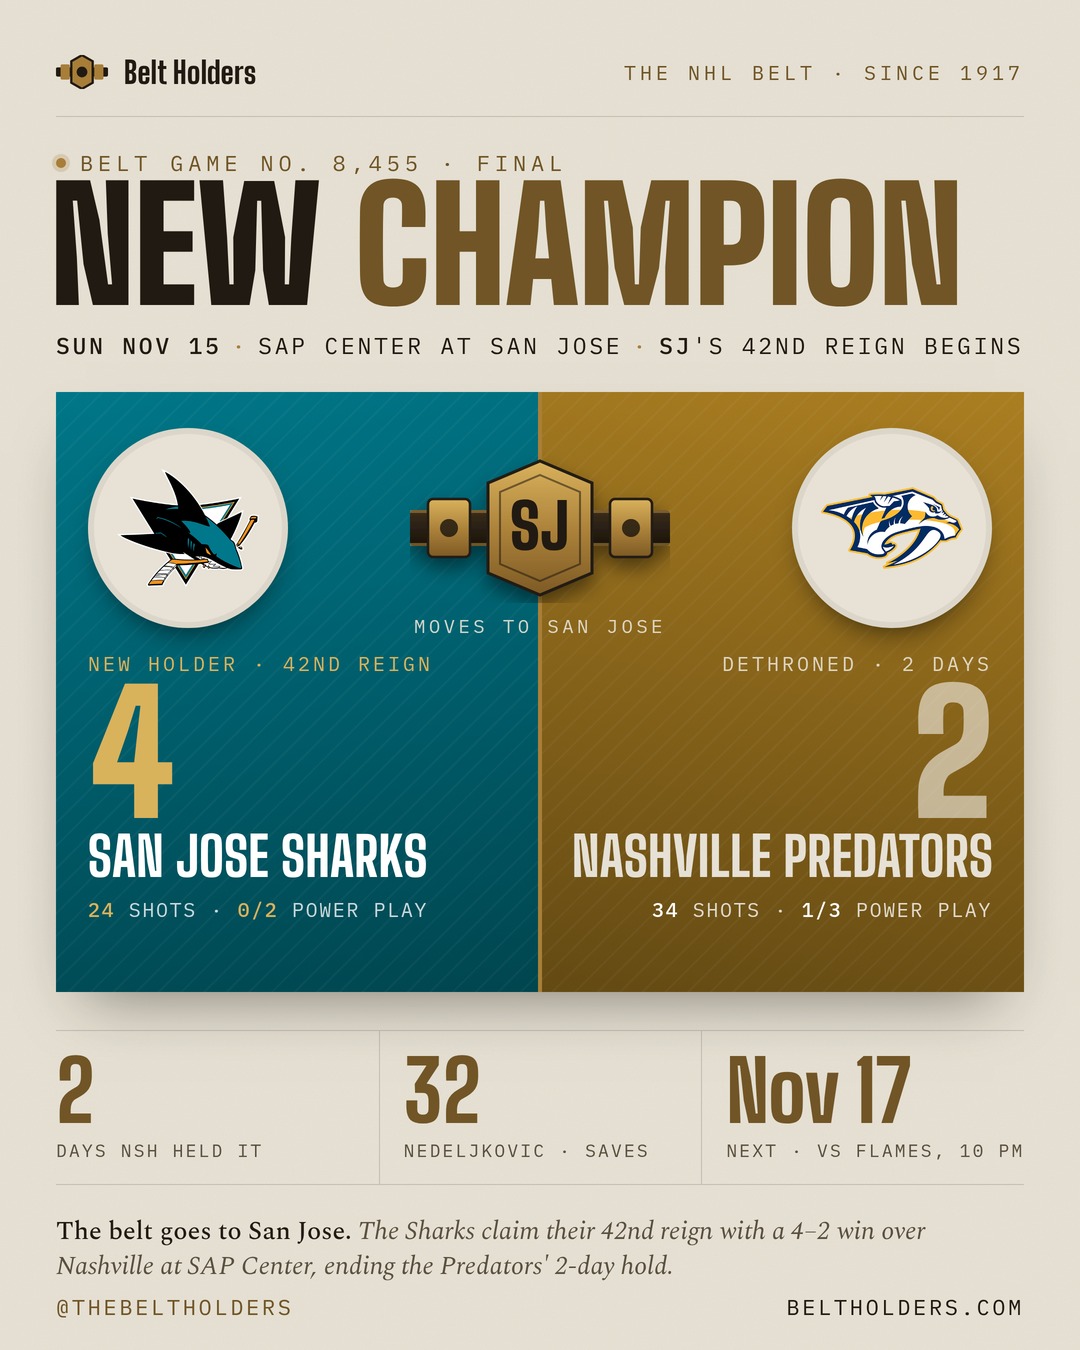 Belt Holders
THE NHL BELT · SINCE 1917
BELT GAME NO. 8,455 · FINAL
NEW CHAMPION
SUN NOV 15 · SAP CENTER AT SAN JOSE · SJ'S 42ND REIGN BEGINS
SJ
MOVES TO SAN JOSE
NEW HOLDER · 42ND REIGN
4
SAN JOSE SHARKS
24 SHOTS · 0/2 POWER PLAY
DETHRONED · 2 DAYS
2
NASHVILLE PREDATORS
34 SHOTS · 1/3 POWER PLAY
2
DAYS NSH HELD IT
32
NEDELJKOVIC · SAVES
Nov 17
NEXT · VS FLAMES, 10 PM
The belt goes to San Jose. The Sharks claim their 42nd reign with a 4–2 win over
Nashville at SAP Center, ending the Predators' 2-day hold.
@THEBELTHOLDERS
BELTHOLDERS.COM